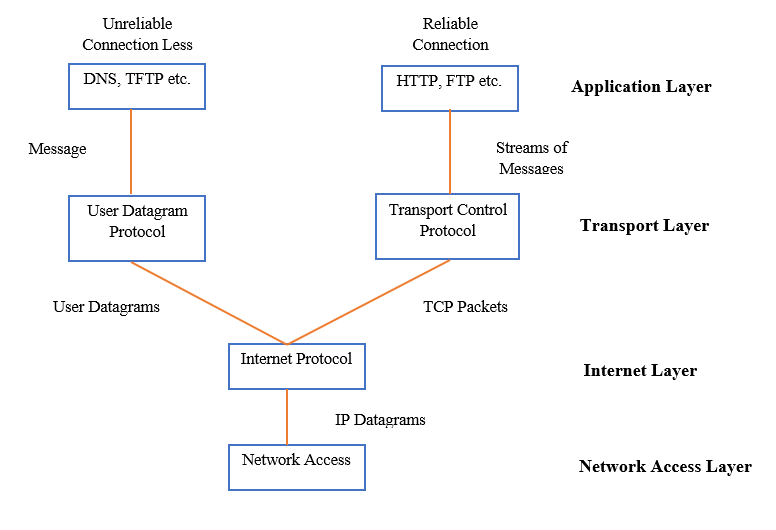 Unreliable
Connection Less
Reliable
Connection
DNS, TFTP etc.
HTTP, FTP etc.
Application Layer
Message
Streams of
Messages
User Datagram
Protocol
Transport Control
Protocol
Transport Layer
User Datagrams
TCP Packets
Internet Protocol
Internet Layer
IP Datagrams
Network Access
Network Access Layer